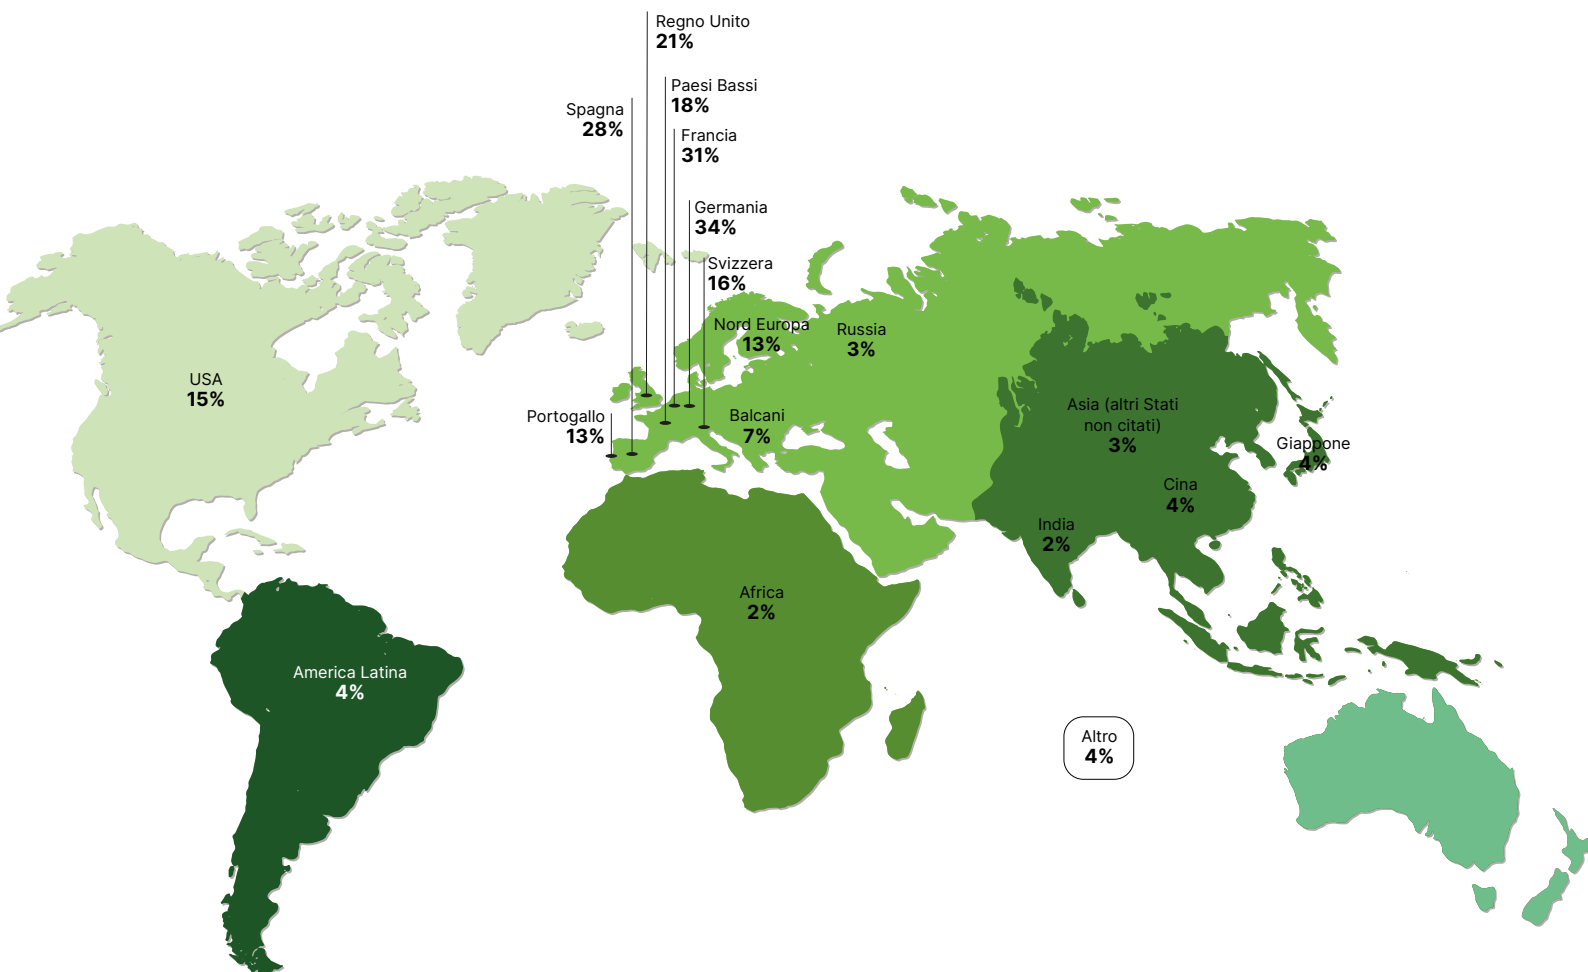 Regno Unito
21%
Paesi Bassi
18%
Spagna
28%
Francia
31%
Germania
34%
Svizzera
16%
Nord Europa
13%
Russia
3%
USA
15%
Portogallo
13%
Balcani
7%
Asia (altri Stati
non citati)
3%
Giappone
4%
Cina
4%
India
2%
Africa
2%
America Latina
4%
Altro
4%